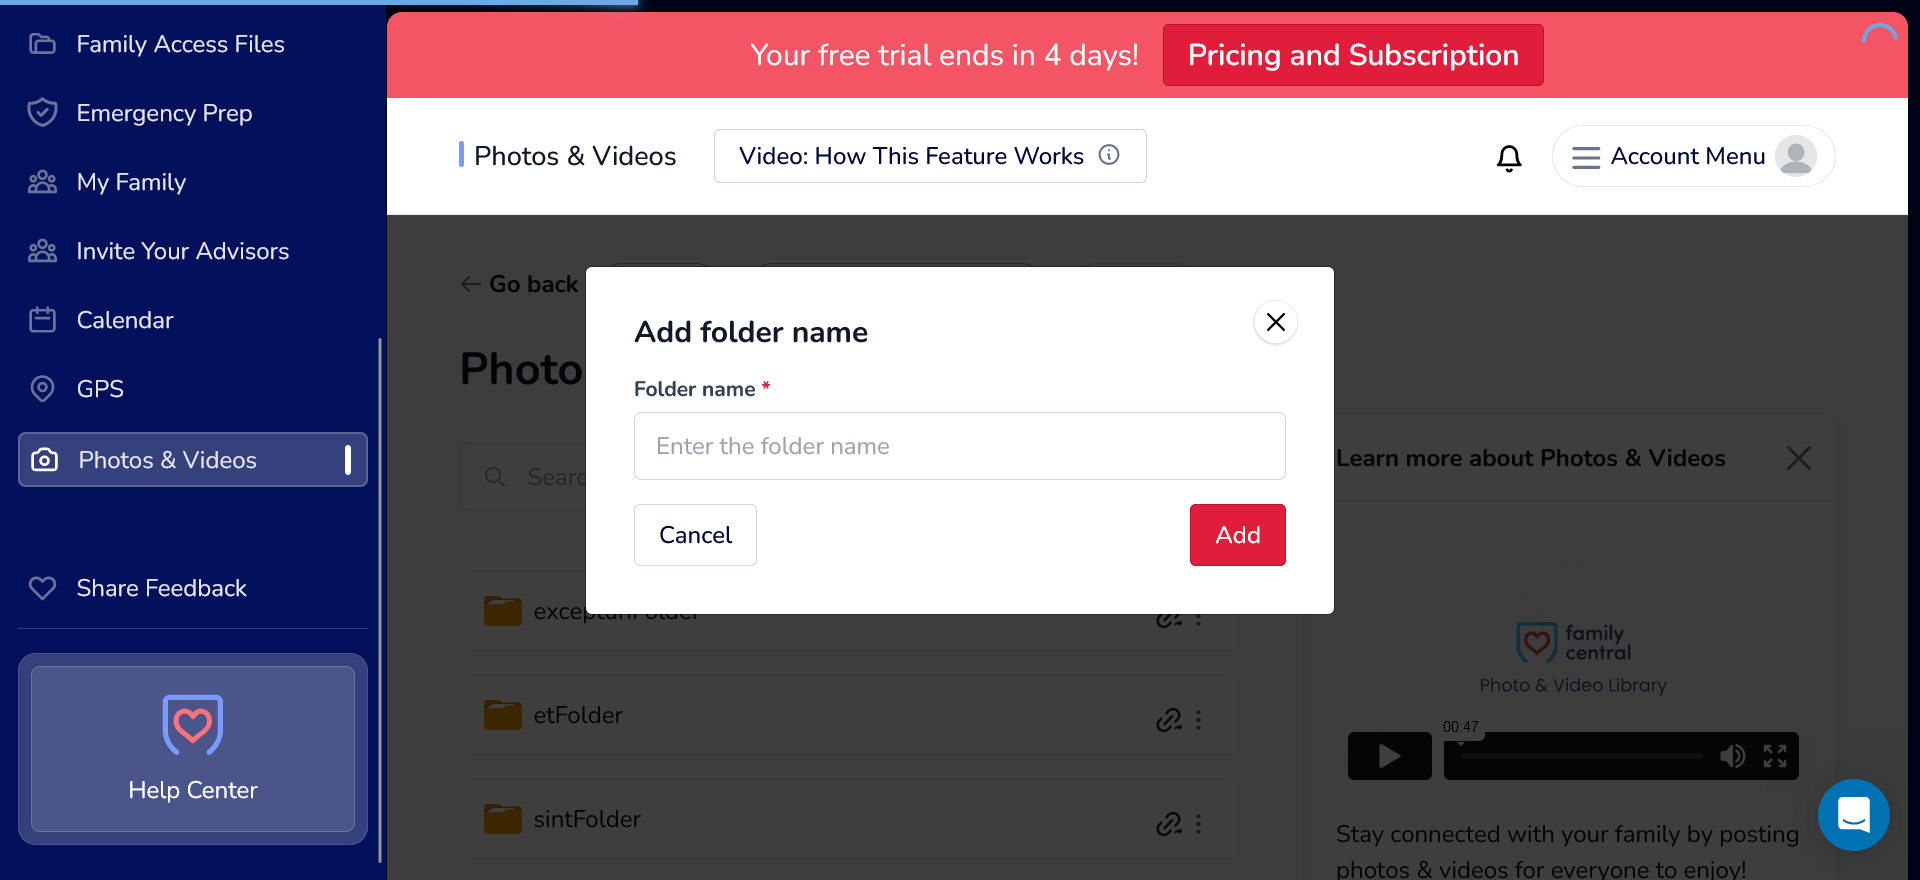 Family Access Files
Emergency Prep
My Family
Invite Your Advisors
Calendar
GPS
Photos & Videos
Share Feedback
Help Center
Your free trial ends in 4 days!
Pricing and Subscription
Photos & Videos
Video: How This Feature Works
Account Menu
Go back
Photo
Searc
Add folder name
Folder name *
Enter the folder name
Cancel
Add
etFolder
sintFolder
Learn more about Photos & Videos
family
central
Photo & Video Library
00:47
Stay connected with your family by posting
photos & videos for everyone to enjoy!